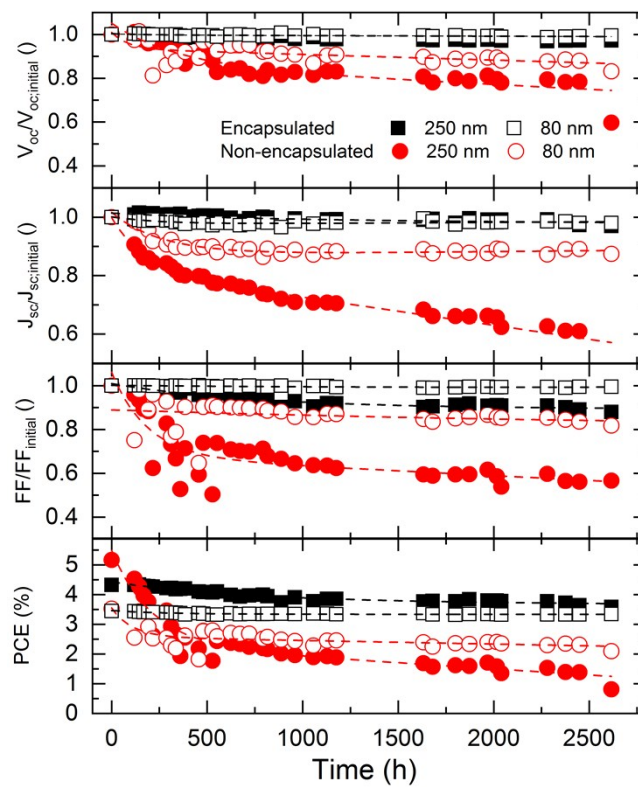 1.0
0.8
0.6
0.4
Voc/Voc;initial ()
Encapsulated 250 nm 80 nm
Non-encapsulated 250 nm 80 nm
1.0
0.8
0.6
Jsc/Jsc;initial ()
1.0
0.8
0.6
0.4
FF/FFinitial ()
5
4
3
2
1
0
PCE (%)
0 500 1000 1500 2000 2500
Time (h)